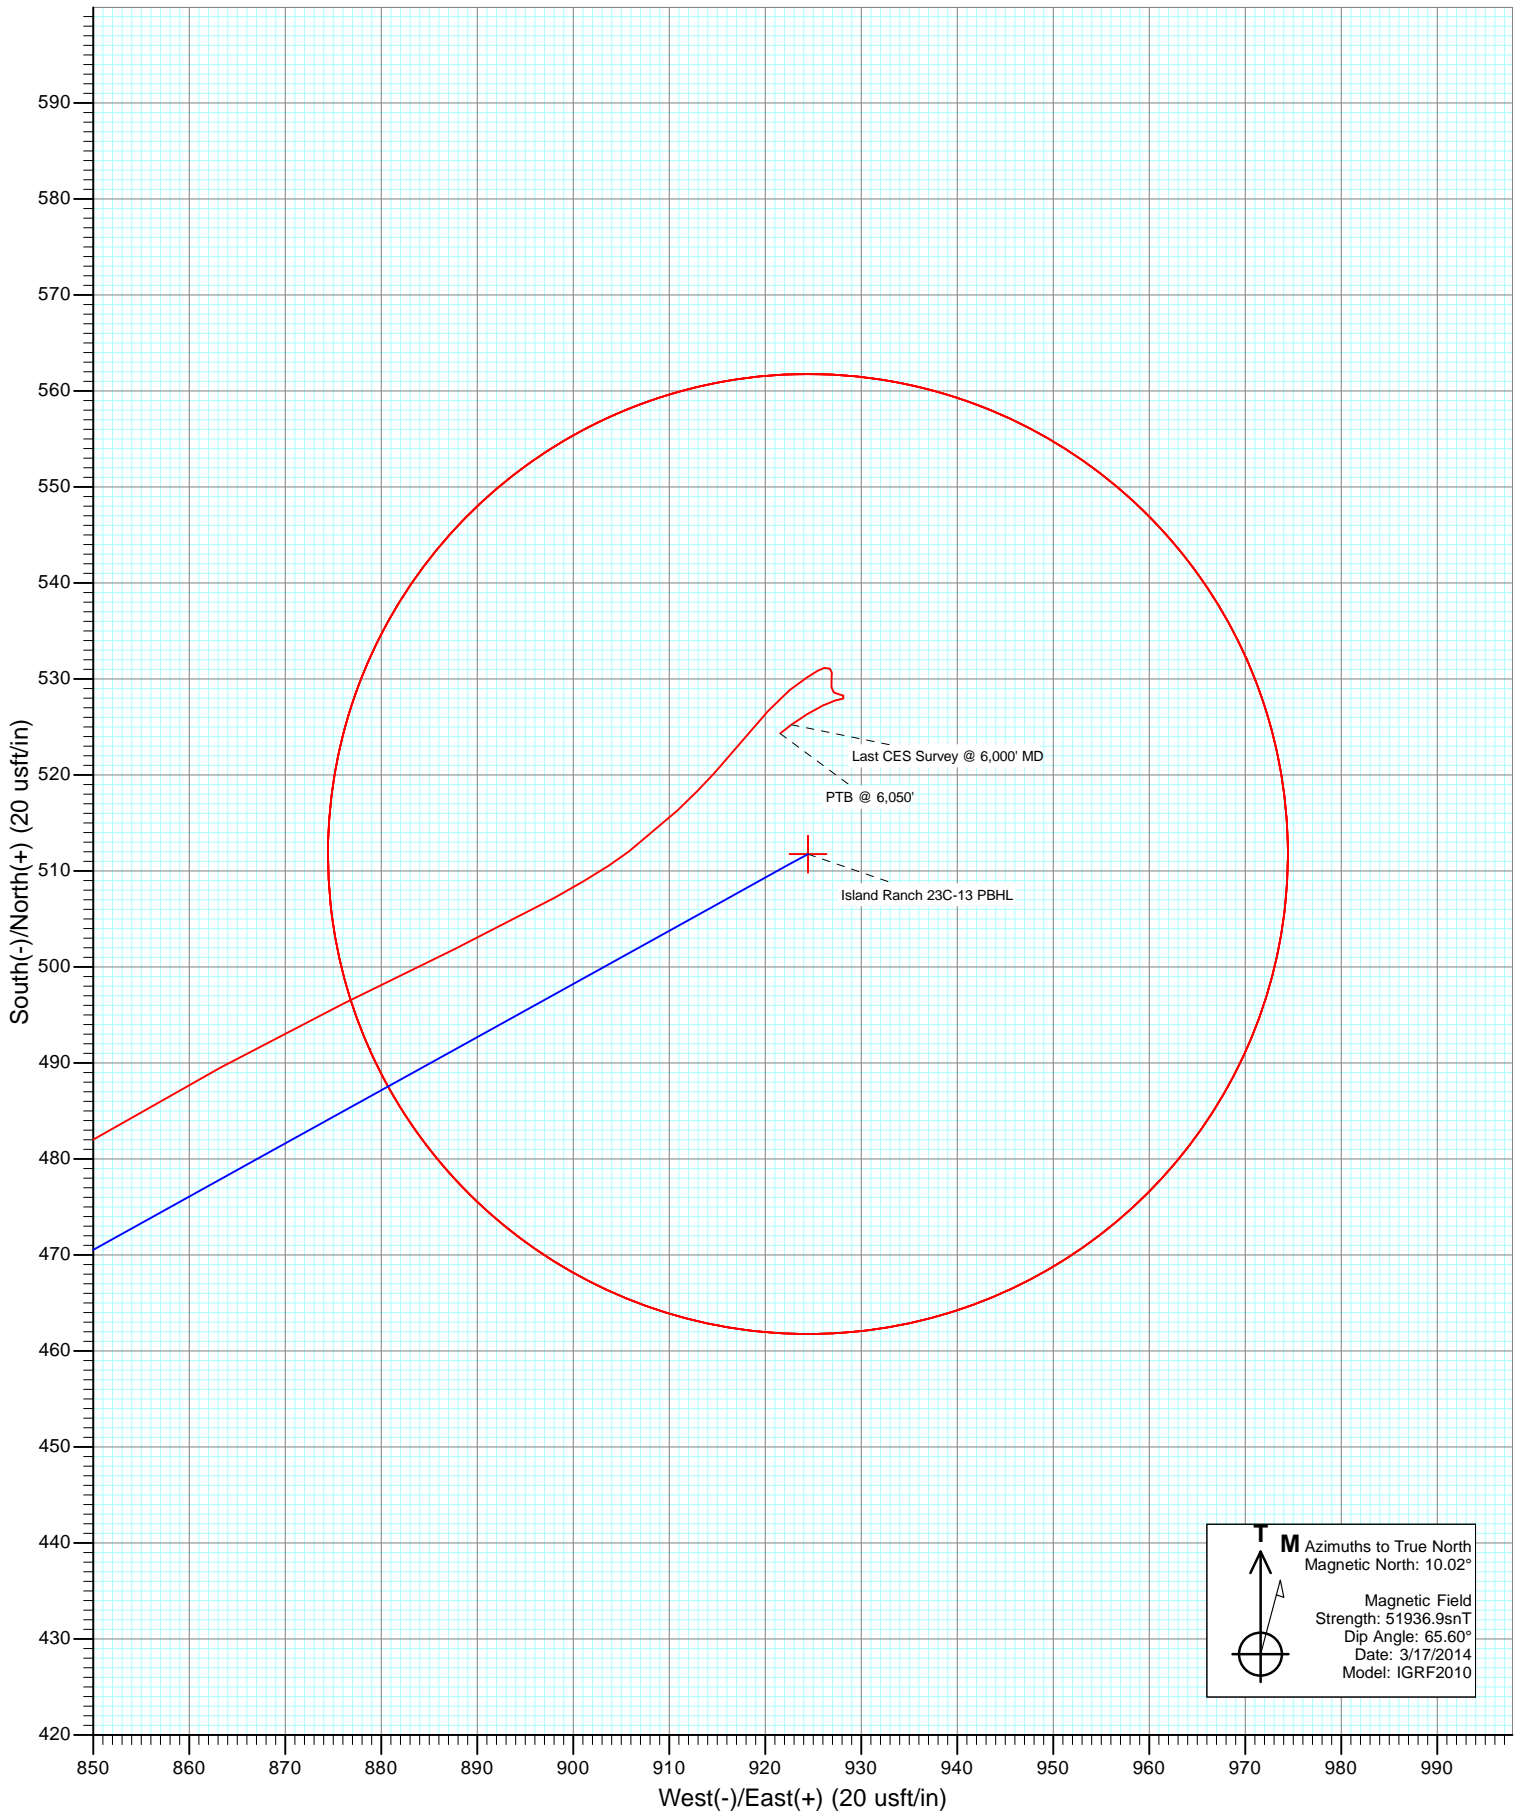 590
580
570
560
550
540
530
520
510
500
490
480
470
460
450
440
430
420
South(-)/North(+) (20 usft/in)
850 860 870 880 890 900 910 920 930 940 950 960 970 980 990
West(-)/East(+) (20 usft/in)
Last CES Survey @ 6,000' MD
PTB @ 6,050'
Island Ranch 23C-13 PBHL
T
M Azimuths to True North
Magnetic North: 10.02°
Magnetic Field
Strength: 51936.9snT
Dip Angle: 65.60°
Date: 3/17/2014
Model: IGRF2010